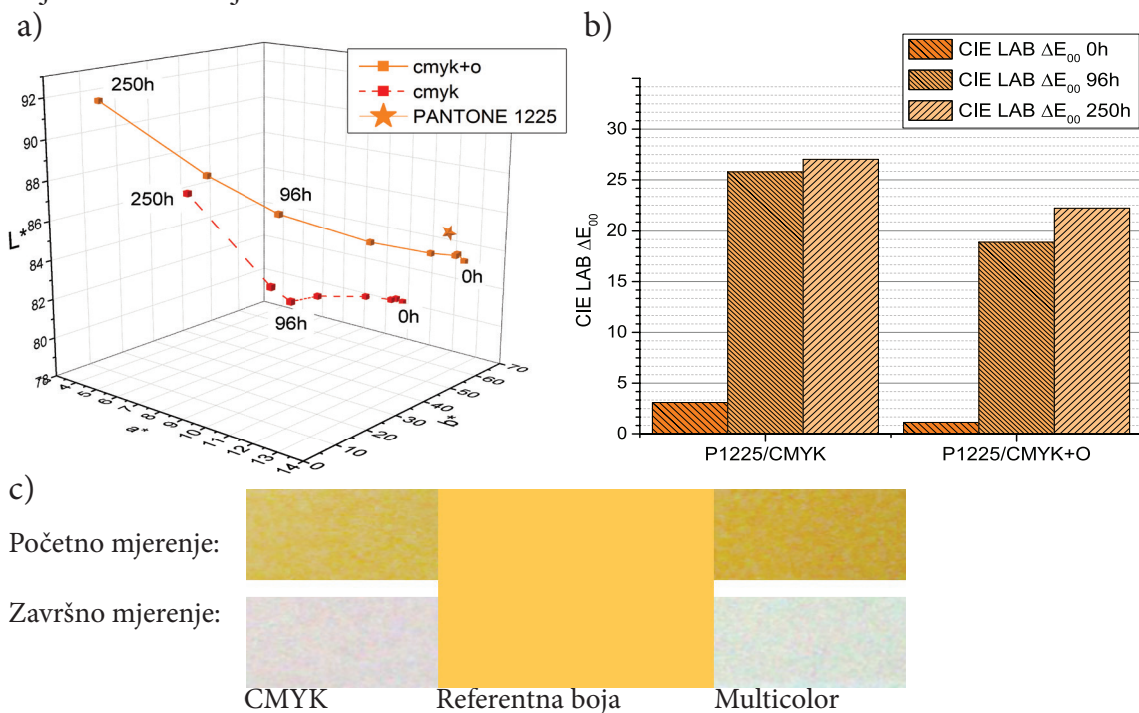 a)
b)
cmyk+o
cmyk
PANTONE 1225
250h
250h
96h
96h
0h
0h
L*
92
90
88
86
84
82
80
78
4 5 6 7 8 9 10 11 12 13 14
a*
0 10 20 30 40 50 60 70
b*
CIE LAB ΔE00 0h
CIE LAB ΔE00 96h
CIE LAB ΔE00 250h
CIE LAB ΔE00
30
25
20
15
10
5
0
P1225/CMYK
P1225/CMYK+O
c)
Početno mjerenje:
Završno mjerenje:
CMYK
Referentna boja
Multicolor